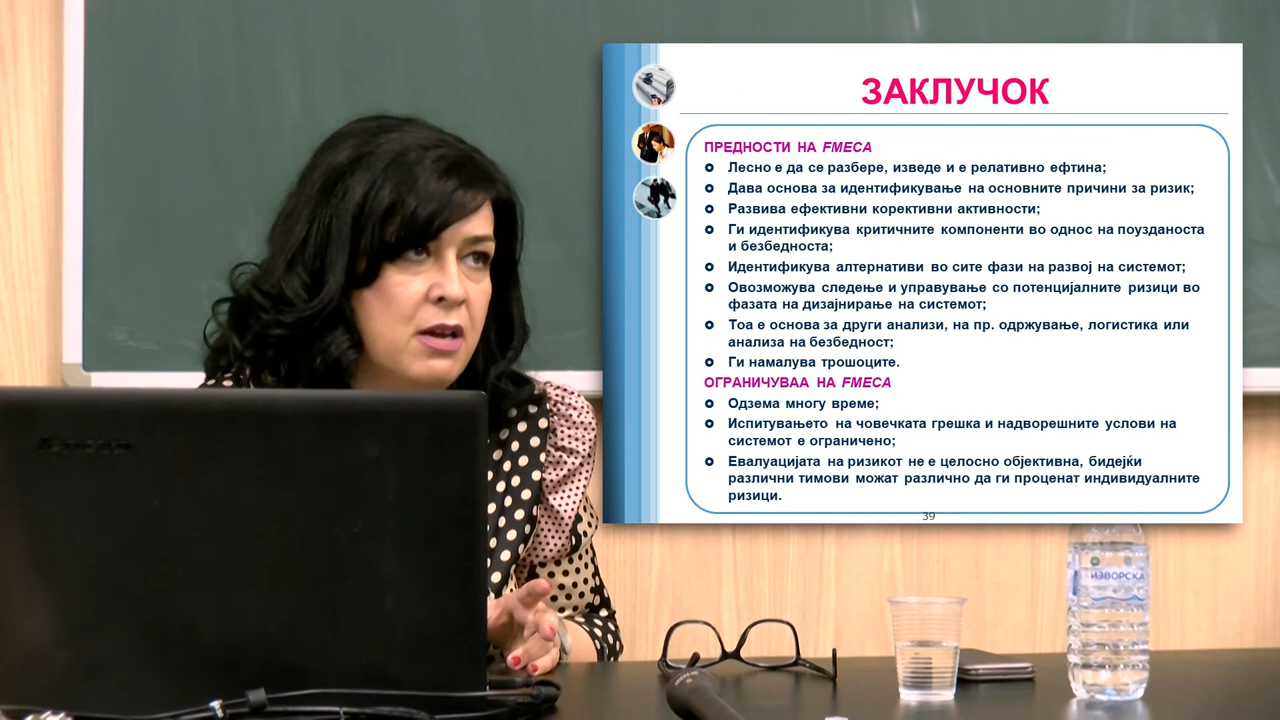 ЗАКЛУЧОК
ПРЕДНОСТИ НА FMECA
Лесно е да се разбере, изведе и е релативно ефтина;
Дава основа за идентификување на основните причини за ризик;
Развива ефективни корективни активности;
Ги идентификува критичните компоненти во однос на поузданоста
и безбедноста;
Идентификува алтернативи во сите фази на развој на системот;
Овозможува следење и управување со потенцијалните ризици во
фазата на дизајнирање на системот;
Тоа е основа за други анализи, на пр. одржување, логистика или
анализа на безбедност;
Ги намалува трошоците.
ОГРАНИЧУВАА НА FMECA
Одзема многу време;
Испитувањето на човечката грешка и надворешните услови на
системот е ограничено;
Евалуацијата на ризикот не е целосно објективна, бидејќи
различни тимови можат различно да ги проценат индивидуалните
ризици.
39
ИЗВОРСКА